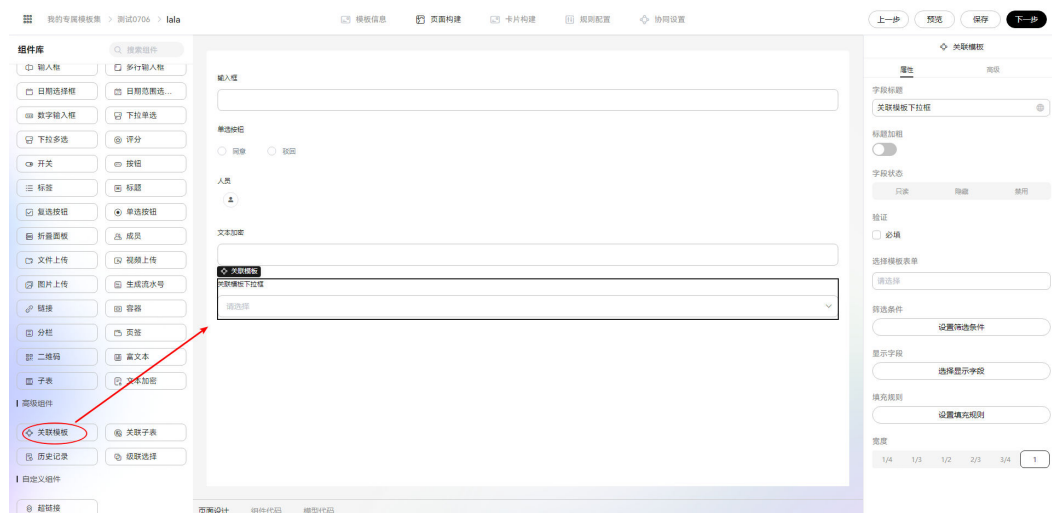 我的专属模板集 > 测试0706 > lala
模板信息 页面构建 卡片构建 规则配置 协同设置
上一步 预览 保存 下一步
组件库 搜索组件
输入框 多行输入框
日期选择框 日期范围选...
数字输入框 下拉单选
下拉多选 评分
开关 按钮
标签 标题
复选按钮 单选按钮
折叠面板 成员
文件上传 视频上传
图片上传 生成流水号
链接 容器
分栏 页签
二维码 富文本
子表 文本加密
高级组件
关联模板 关联子表
历史记录 级联选择
自定义组件
超链接
输入框
单选按钮
同意 驳回
人员
文本加密
关联模板
关联模板下拉框
请选择
页面设计 组件代码 模型代码
关联模板
属性 高级
字段标题
关联模板下拉框
标题加粗
字段状态
只读 隐藏 禁用
验证
必填
选择模板表单
请选择
筛选条件
设置筛选条件
显示字段
选择显示字段
填充规则
设置填充规则
宽度
1/4 1/3 1/2 2/3 3/4 1